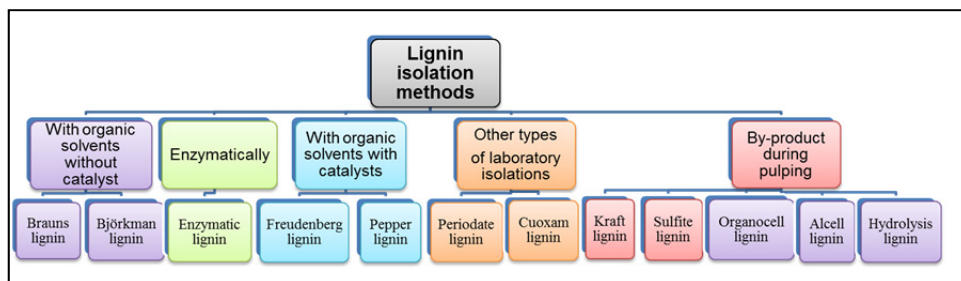 Lignin
isolation
methods
With organic
solvents
without
catalyst
Enzymatically
With organic
solvents with
catalysts
Other types
of laboratory
isolations
By-product
during
pulping
Brauns
lignin
Björkman
lignin
Enzymatic
lignin
Freudenberg
lignin
Pepper
lignin
Periodate
lignin
Cuoxam
lignin
Kraft
lignin
Sulfite
lignin
Organocell
lignin
Alcell
lignin
Hydrolysis
lignin